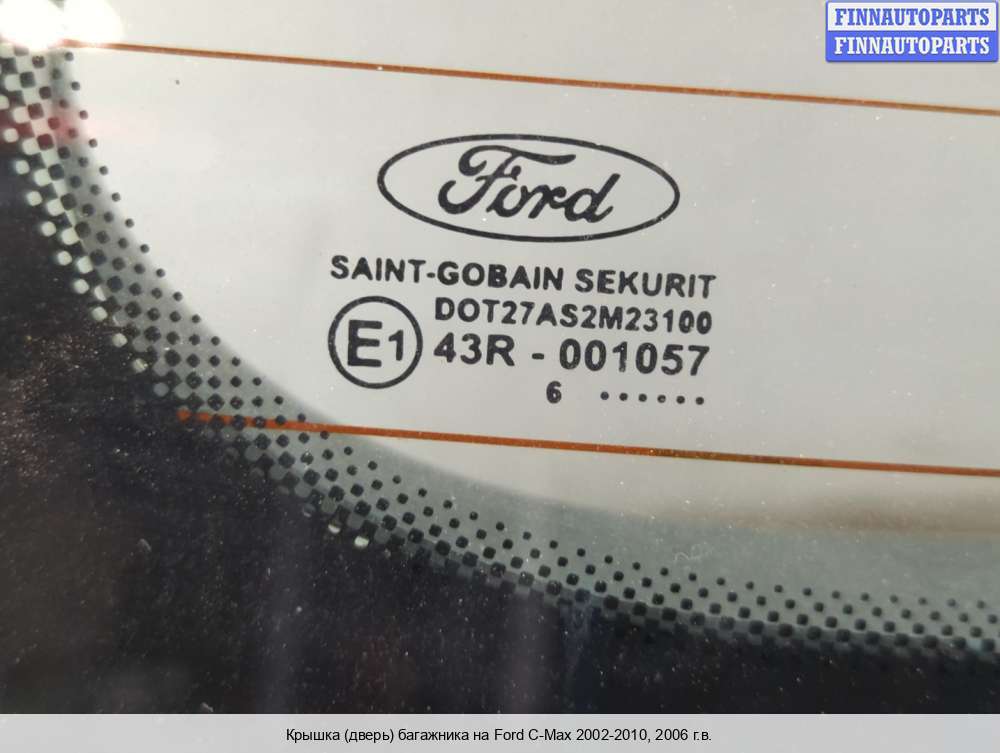 FINNAUTOPARTS
FINNAUTOPARTS
Ford
SAINT-GOBAIN SEKURIT
DOT27AS2M23100
E1 43R - 001057
6 ••••••
Крышка (дверь) багажника на Ford C-Max 2002-2010, 2006 г.в.